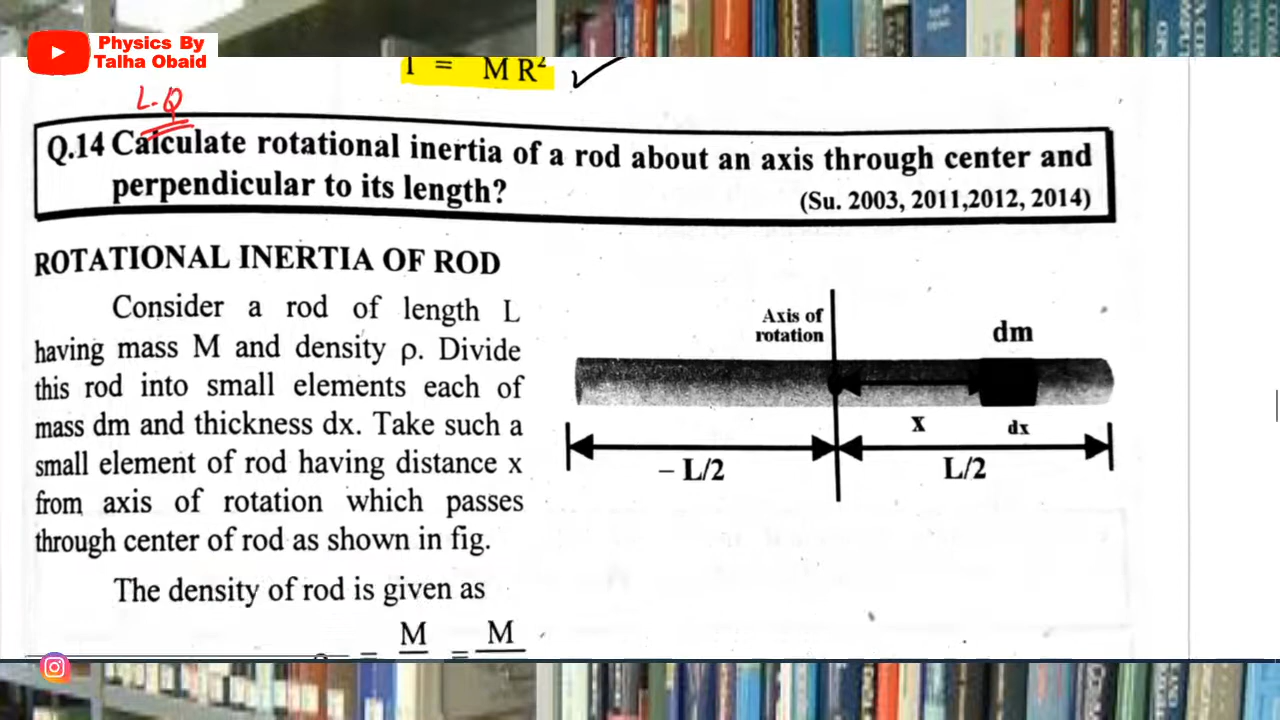 Physics By
Talha Obaid
I = M R²
L.Q
Q.14 Calculate rotational inertia of a rod about an axis through center and
perpendicular to its length?
(Su. 2003, 2011,2012, 2014)
ROTATIONAL INERTIA OF ROD
Consider a rod of length L
having mass M and density ρ. Divide
this rod into small elements each of
mass dm and thickness dx. Take such a
small element of rod having distance x
from axis of rotation which passes
through center of rod as shown in fig.
The density of rod is given as
= M = M
Axis of
rotation
dm
x
dx
– L/2
L/2